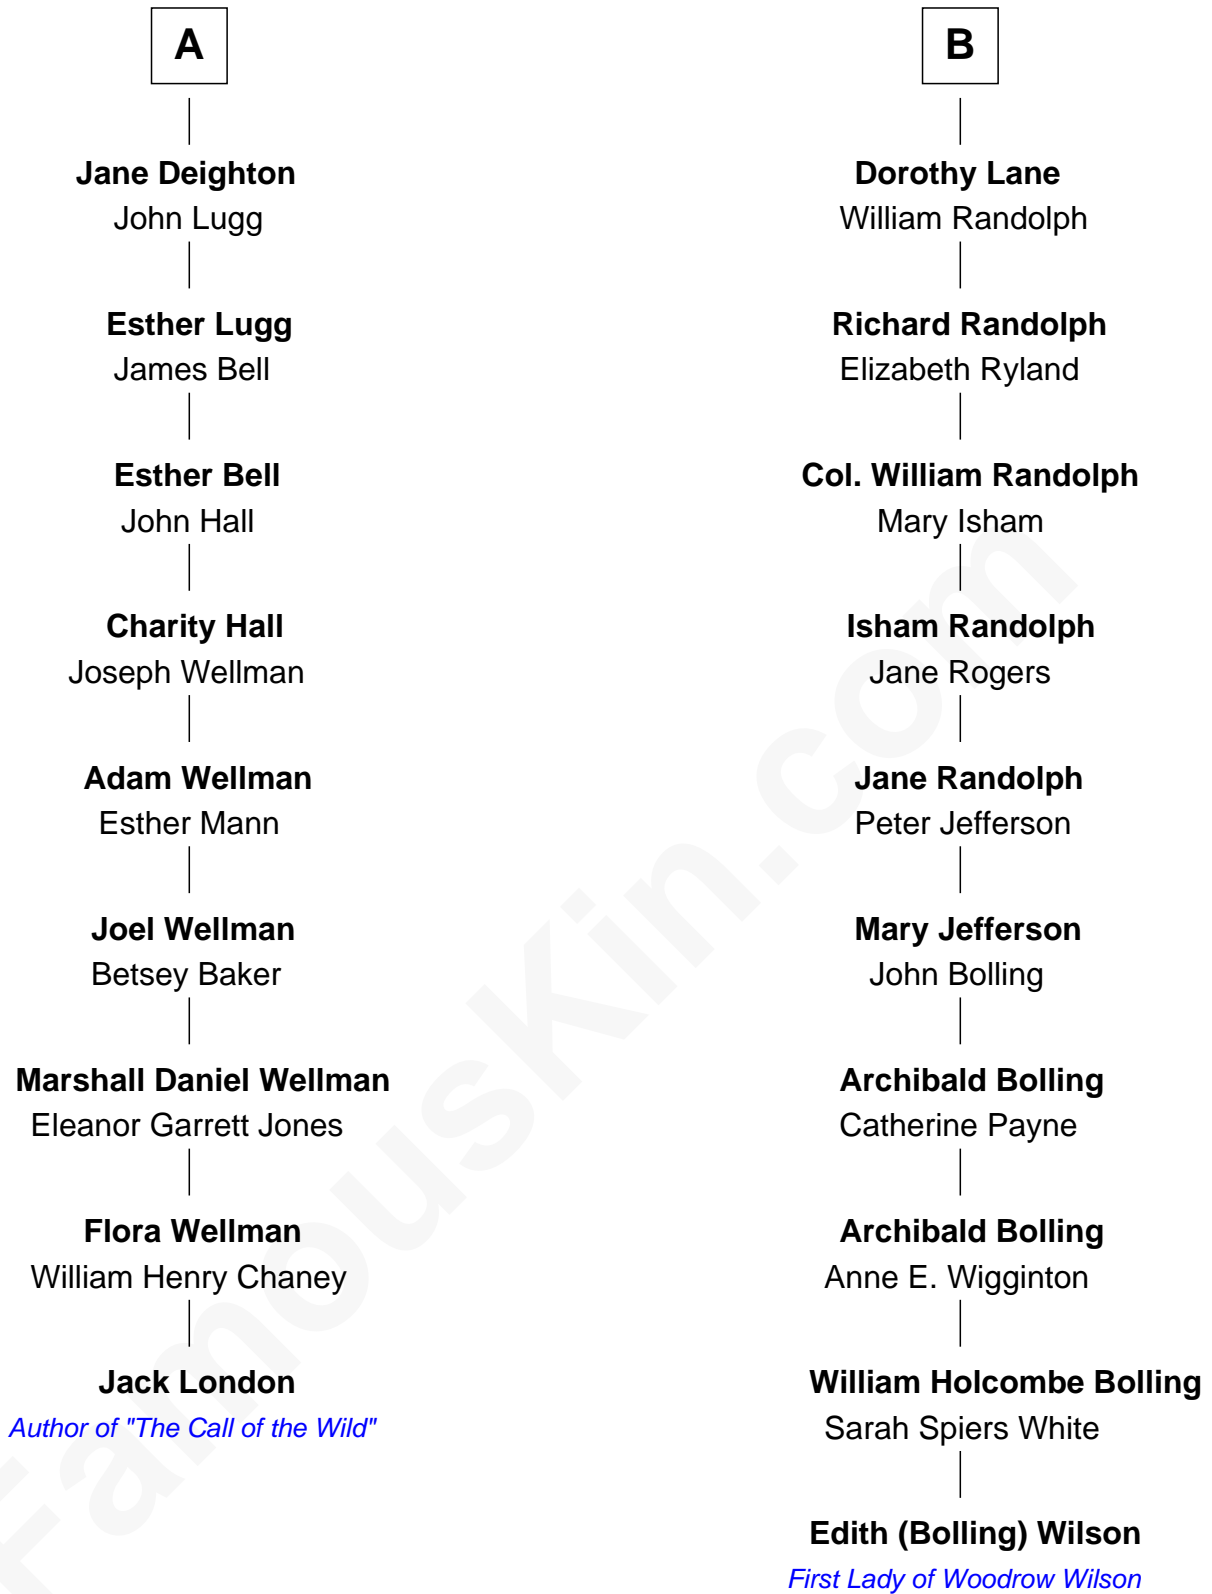 A
Jane Deighton
John Lugg
Esther Lugg
James Bell
Esther Bell
John Hall
Charity Hall
Joseph Wellman
Adam Wellman
Esther Mann
Joel Wellman
Betsey Baker
Marshall Daniel Wellman
Eleanor Garrett Jones
Flora Wellman
William Henry Chaney
Jack London
Author of "The Call of the Wild"
B
Dorothy Lane
William Randolph
Richard Randolph
Elizabeth Ryland
Col. William Randolph
Mary Isham
Isham Randolph
Jane Rogers
Jane Randolph
Peter Jefferson
Mary Jefferson
John Bolling
Archibald Bolling
Catherine Payne
Archibald Bolling
Anne E. Wigginton
William Holcombe Bolling
Sarah Spiers White
Edith (Bolling) Wilson
First Lady of Woodrow Wilson
FamousKin.com